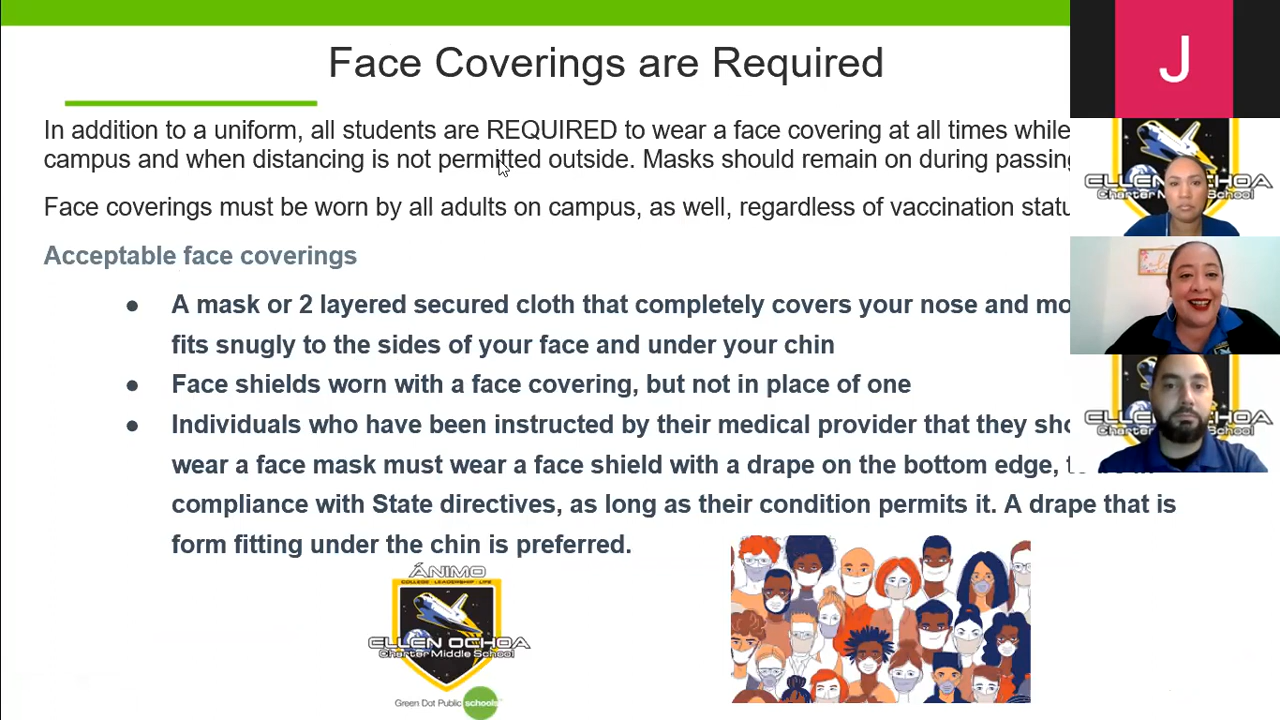 Face Coverings are Required
In addition to a uniform, all students are REQUIRED to wear a face covering at all times while
campus and when distancing is not permitted outside. Masks should remain on during passing
Face coverings must be worn by all adults on campus, as well, regardless of vaccination statu
Acceptable face coverings
● A mask or 2 layered secured cloth that completely covers your nose and mo
fits snugly to the sides of your face and under your chin
● Face shields worn with a face covering, but not in place of one
● Individuals who have been instructed by their medical provider that they sho
wear a face mask must wear a face shield with a drape on the bottom edge,
compliance with State directives, as long as their condition permits it. A drape that is
form fitting under the chin is preferred.
ÁNIMO
COLLEGE LEADERSHIP LIFE
ELLEN OCHOA
Charter Middle School
Green Dot Public schools
J
ELLEN OCHOA
School
ELLEN OCHOA
Charter School